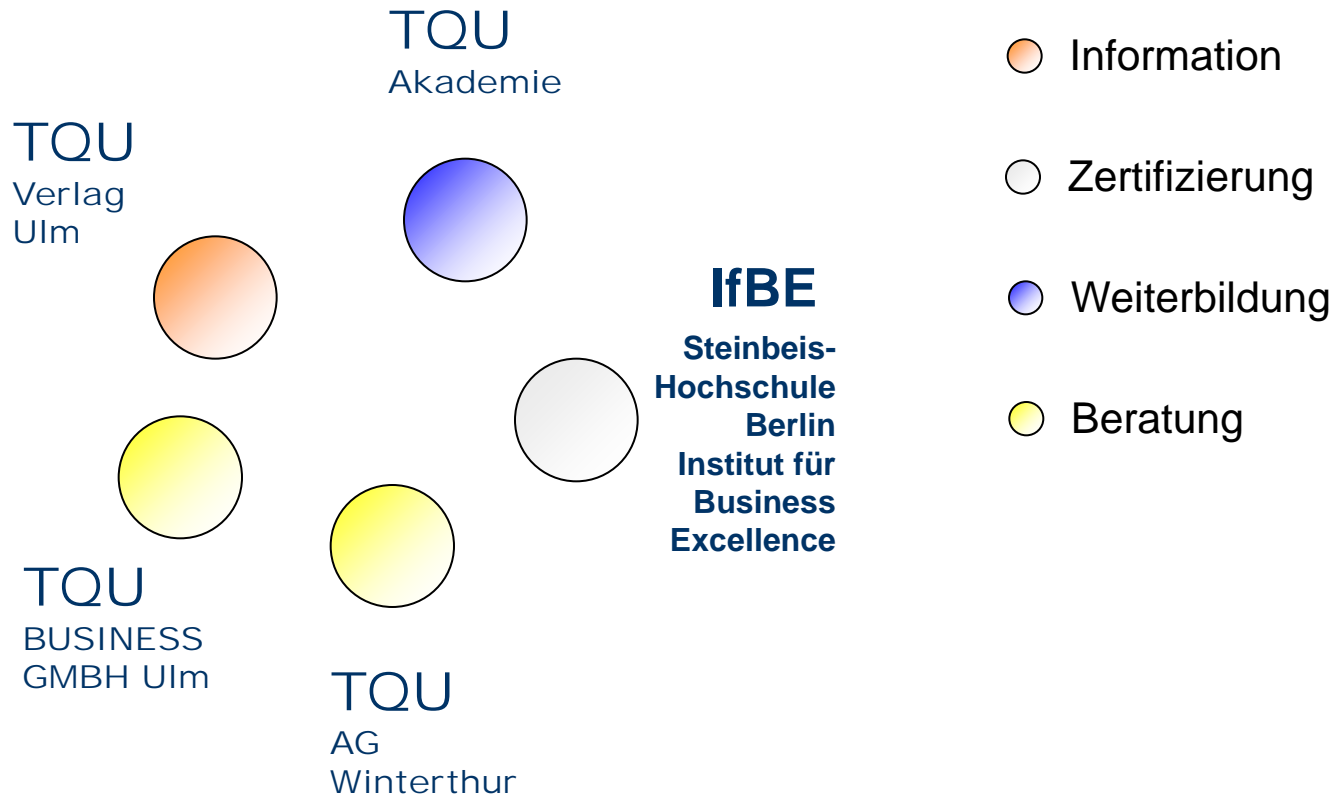 TQU
Akademie
TQU
Verlag
Ulm
IfBE
Steinbeis-
Hochschule
Berlin
Institut für
Business
Excellence
TQU
BUSINESS
GMBH Ulm
TQU
AG
Winterthur
Information
Zertifizierung
Weiterbildung
Beratung